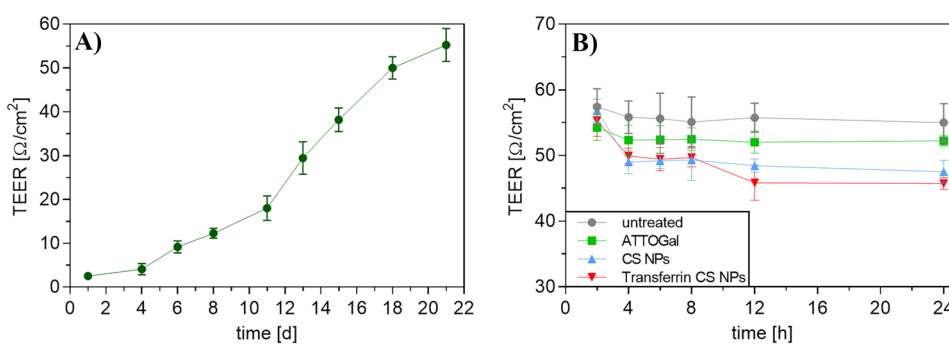 A)
TEER [Ω/cm²]
60
50
40
30
20
10
0
0 2 4 6 8 10 12 14 16 18 20 22
time [d]
B)
TEER [Ω/cm²]
70
60
50
40
30
untreated
ATTOGal
CS NPs
Transferrin CS NPs
4 8 12 16 20 24
time [h]